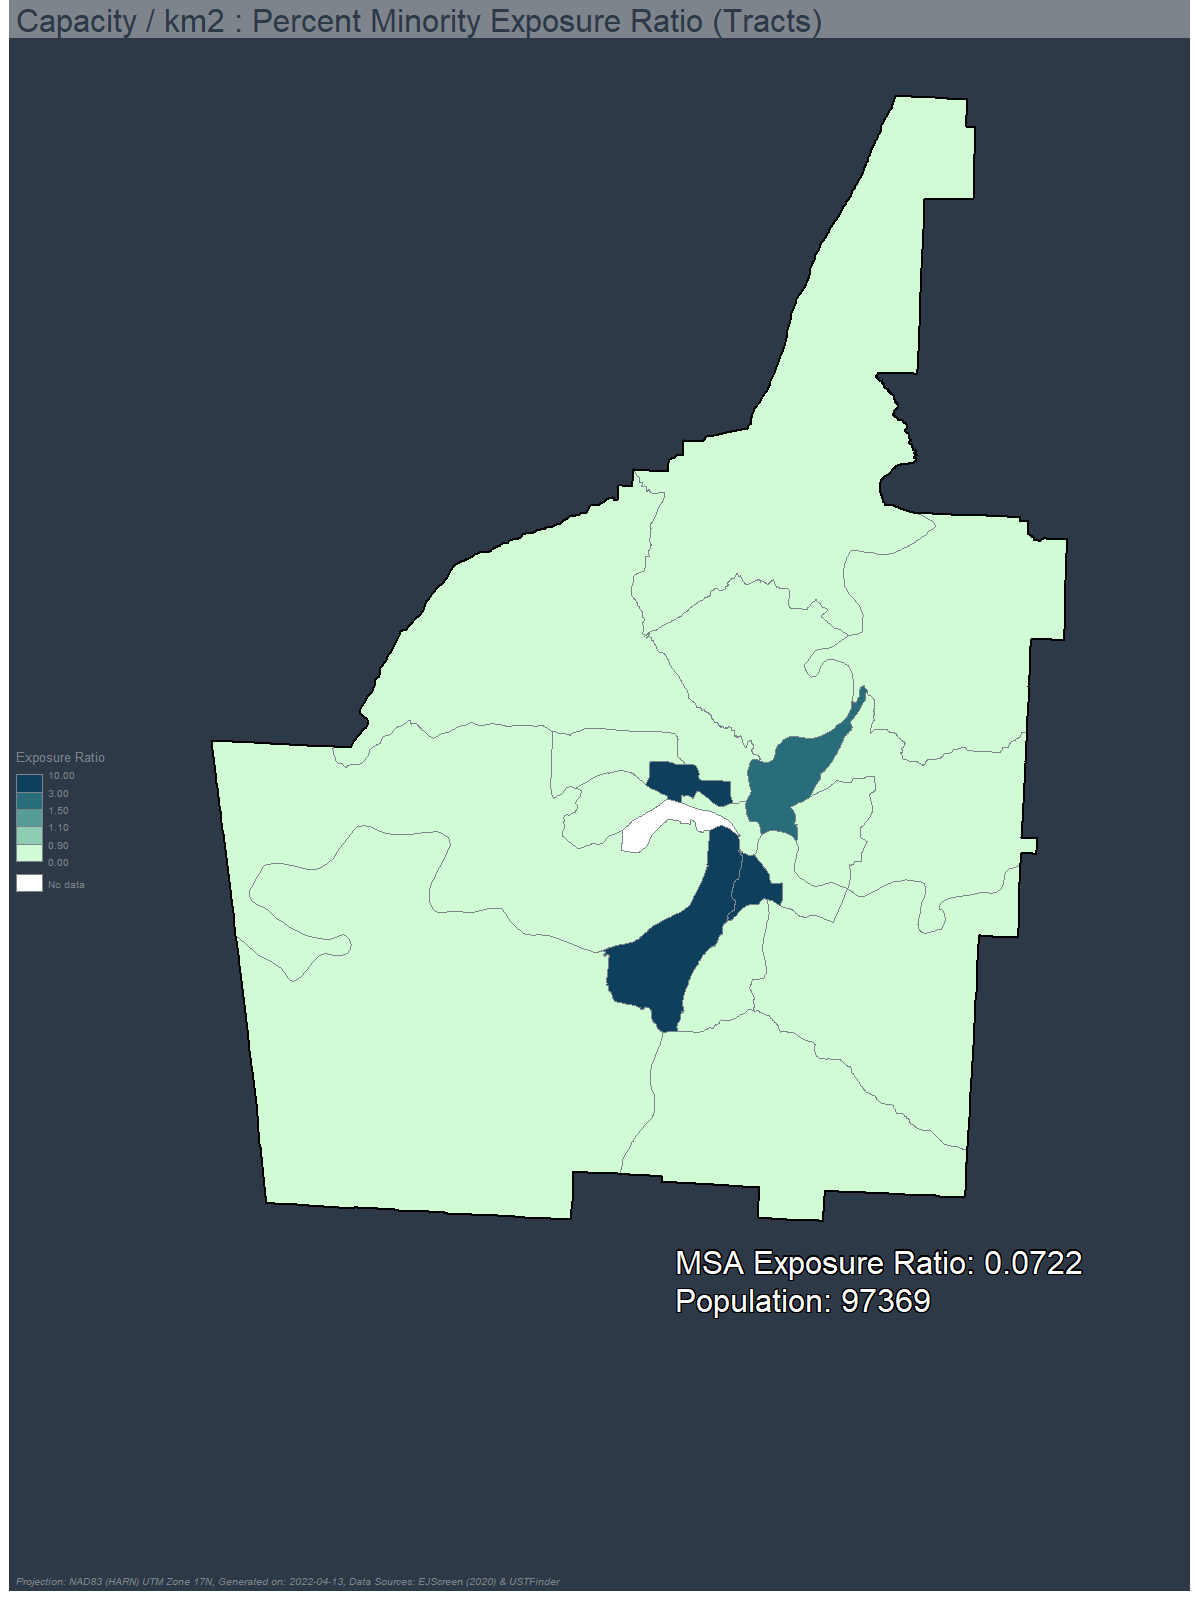 Capacity / km2 : Percent Minority Exposure Ratio (Tracts)
Exposure Ratio
10.00
3.00
1.50
1.10
0.90
0.00
No data
MSA Exposure Ratio: 0.0722
Population: 97369
Projection: NAD83 (HARN) UTM Zone 17N, Generated on: 2022-04-13, Data Sources: EJScreen (2020) & USTFinder